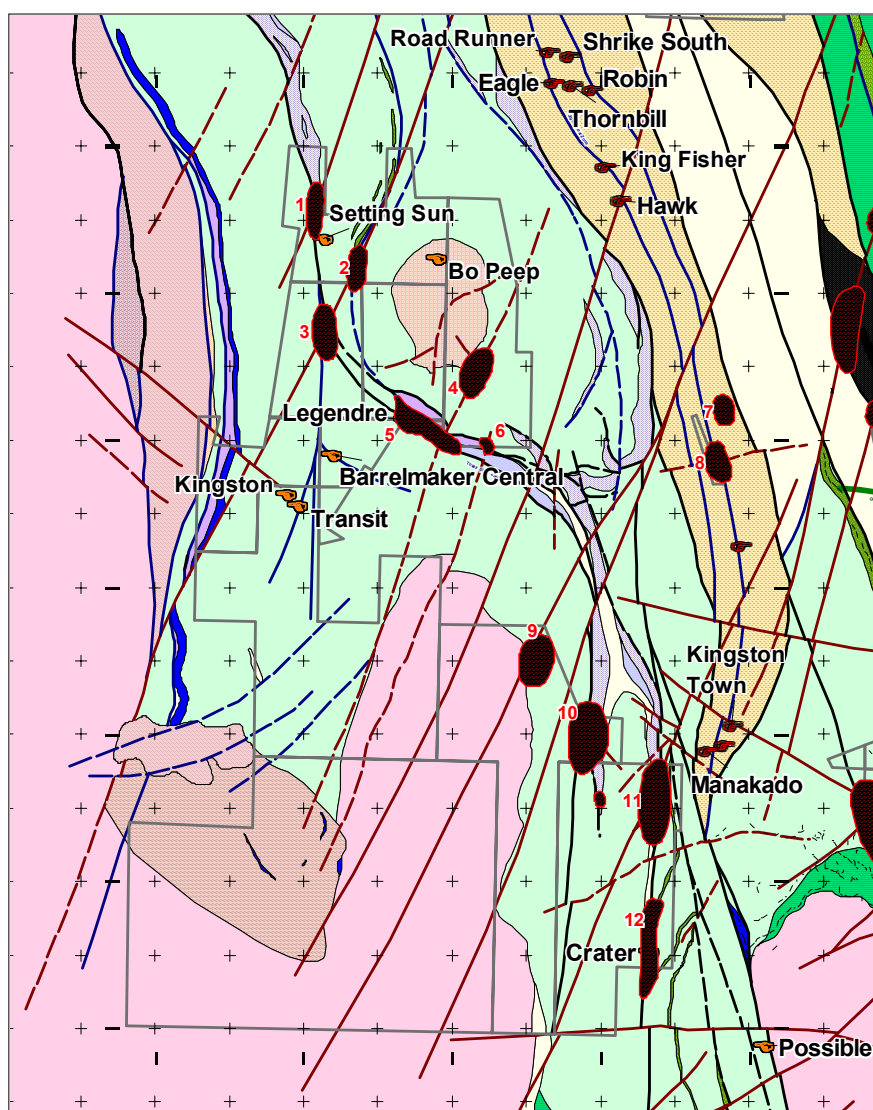 Road Runner
Shrike South
Eagle
Robin
Thornbill
King Fisher
Hawk
1
Setting Sun
2
Bo Peep
3
4
Legendre
5
6
7
8
Barrelmaker Central
Kingston
Transit
9
Kingston
Town
10
11
Manakado
12
Crater
Possible